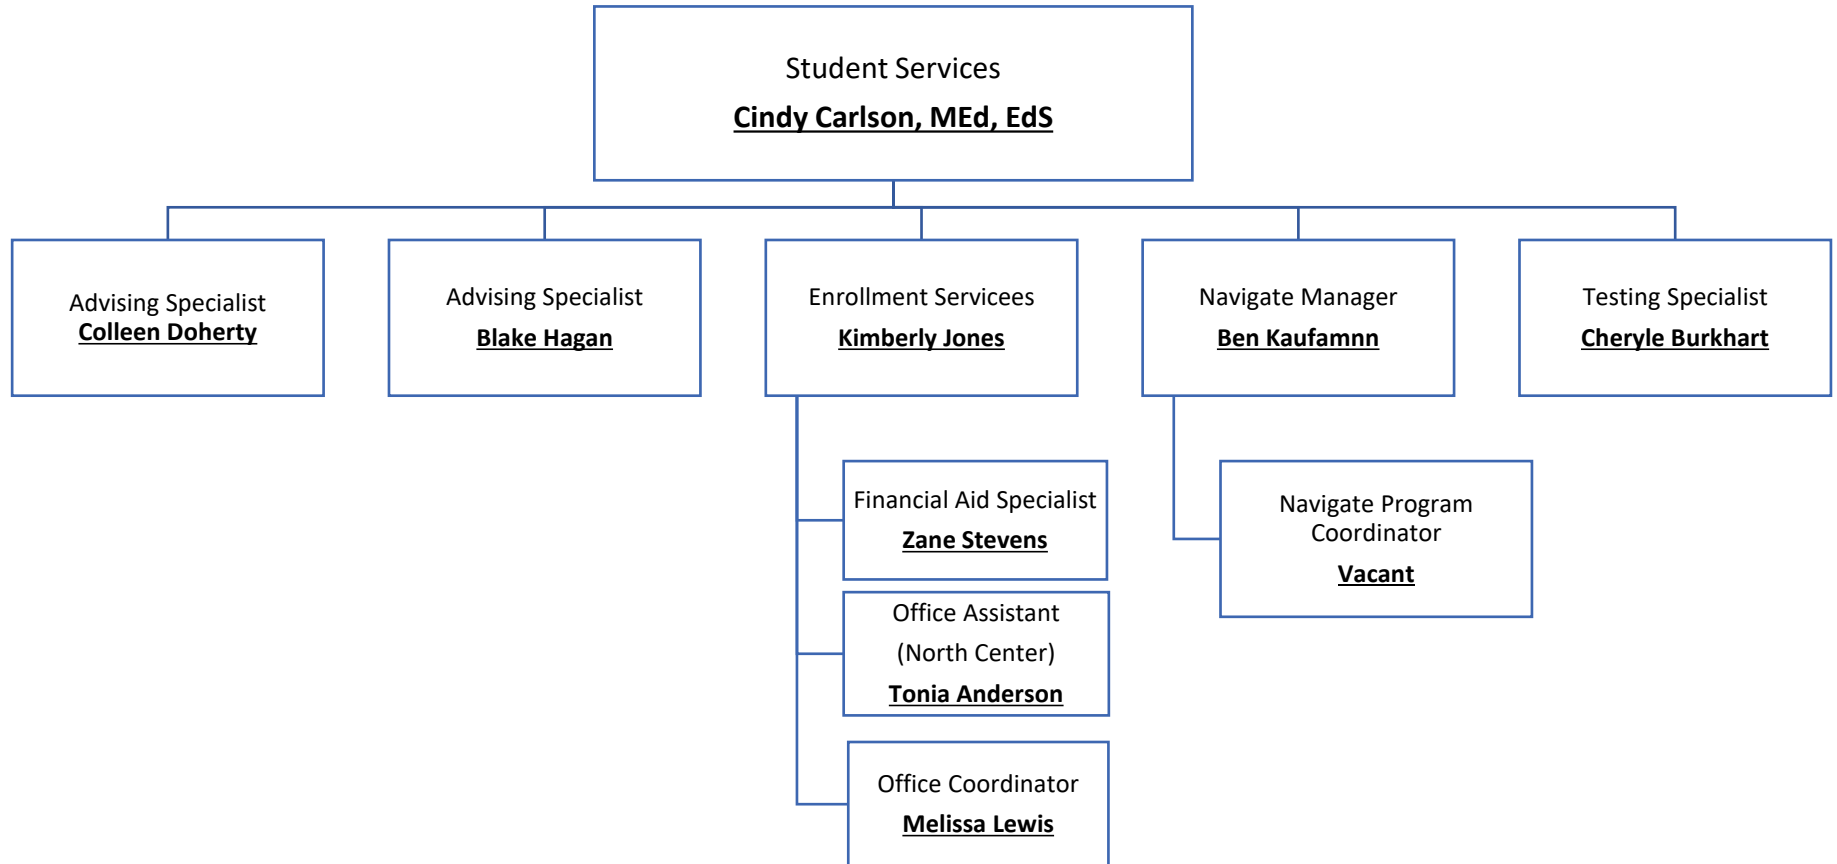 Student Services
Cindy Carlson, MEd, EdS
Advising Specialist
Colleen Doherty
Advising Specialist
Blake Hagan
Enrollment Servicees
Kimberly Jones
Navigate Manager
Ben Kaufamnn
Testing Specialist
Cheryle Burkhart
Financial Aid Specialist
Zane Stevens
Office Assistant
(North Center)
Tonia Anderson
Office Coordinator
Melissa Lewis
Navigate Program
Coordinator
Vacant